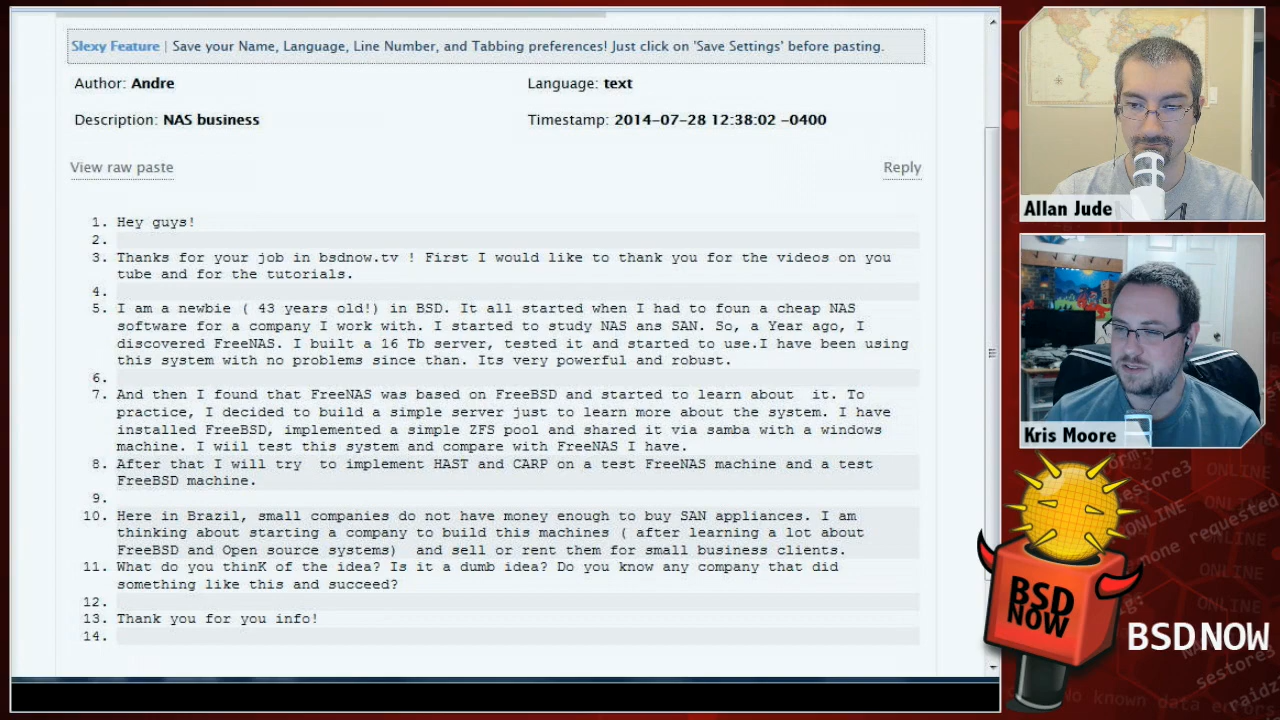 Slexy Feature | Save your Name, Language, Line Number, and Tabbing preferences! Just click on 'Save Settings' before pasting.
Author: Andre
Language: text
Description: NAS business
Timestamp: 2014-07-28 12:38:02 -0400
View raw paste
Reply
1. Hey guys!
2.
3. Thanks for your job in bsdnow.tv ! First I would like to thank you for the videos on you
tube and for the tutorials.
4.
5. I am a newbie ( 43 years old!) in BSD. It all started when I had to foun a cheap NAS
software for a company I work with. I started to study NAS ans SAN. So, a Year ago, I
discovered FreeNAS. I built a 16 Tb server, tested it and started to use.I have been using
this system with no problems since than. Its very powerful and robust.
6.
7. And then I found that FreeNAS was based on FreeBSD and started to learn about  it. To
practice, I decided to build a simple server just to learn more about the system. I have
installed FreeBSD, implemented a simple ZFS pool and shared it via samba with a windows
machine. I wiil test this system and compare with FreeNAS I have.
8. After that I will try  to implement HAST and CARP on a test FreeNAS machine and a test
FreeBSD machine.
9.
10. Here in Brazil, small companies do not have money enough to buy SAN appliances. I am
thinking about starting a company to build this machines ( after learning a lot about
FreeBSD and Open source systems)  and sell or rent them for small business clients.
11. What do you thinK of the idea? Is it a dumb idea? Do you know any company that did
something like this and succeed?
12.
13. Thank you for you info!
14.
Allan Jude
Kris Moore
BSD
NOW
BSDNOW
ONLINE
ONLINE
none requested
ONLINE
ONLINE
No known data errors